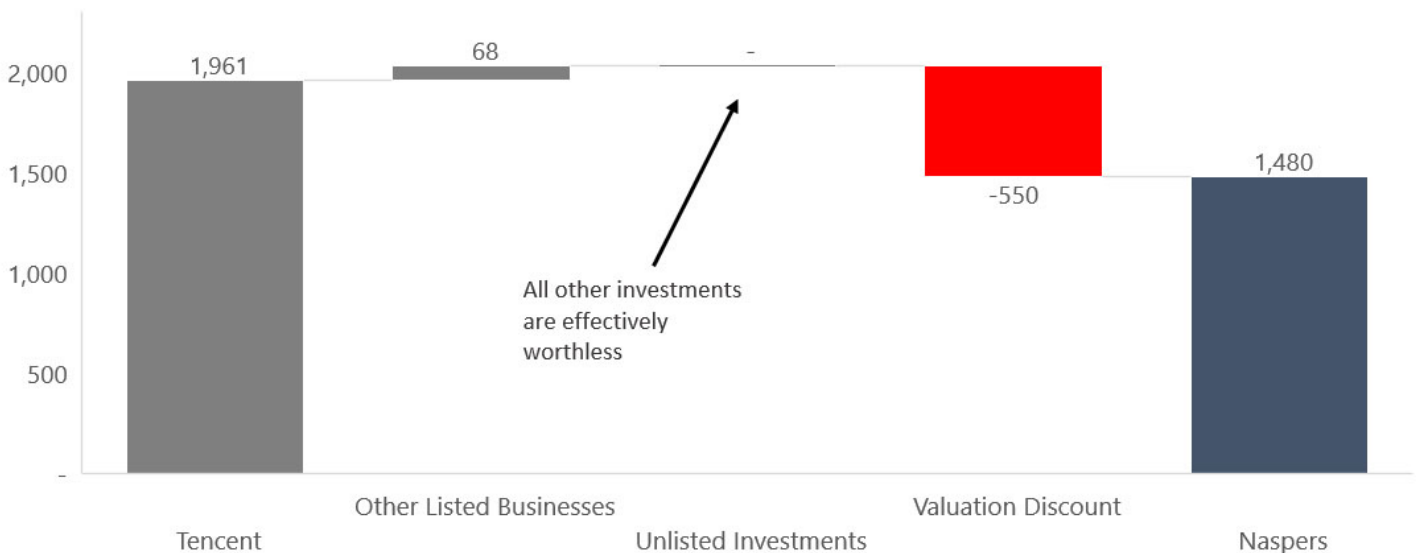 2,000
1,500
1,000
500
-
1,961
68
-
-550
1,480
All other investments
are effectively
worthless
Other Listed Businesses
Valuation Discount
Tencent
Unlisted Investments
Naspers